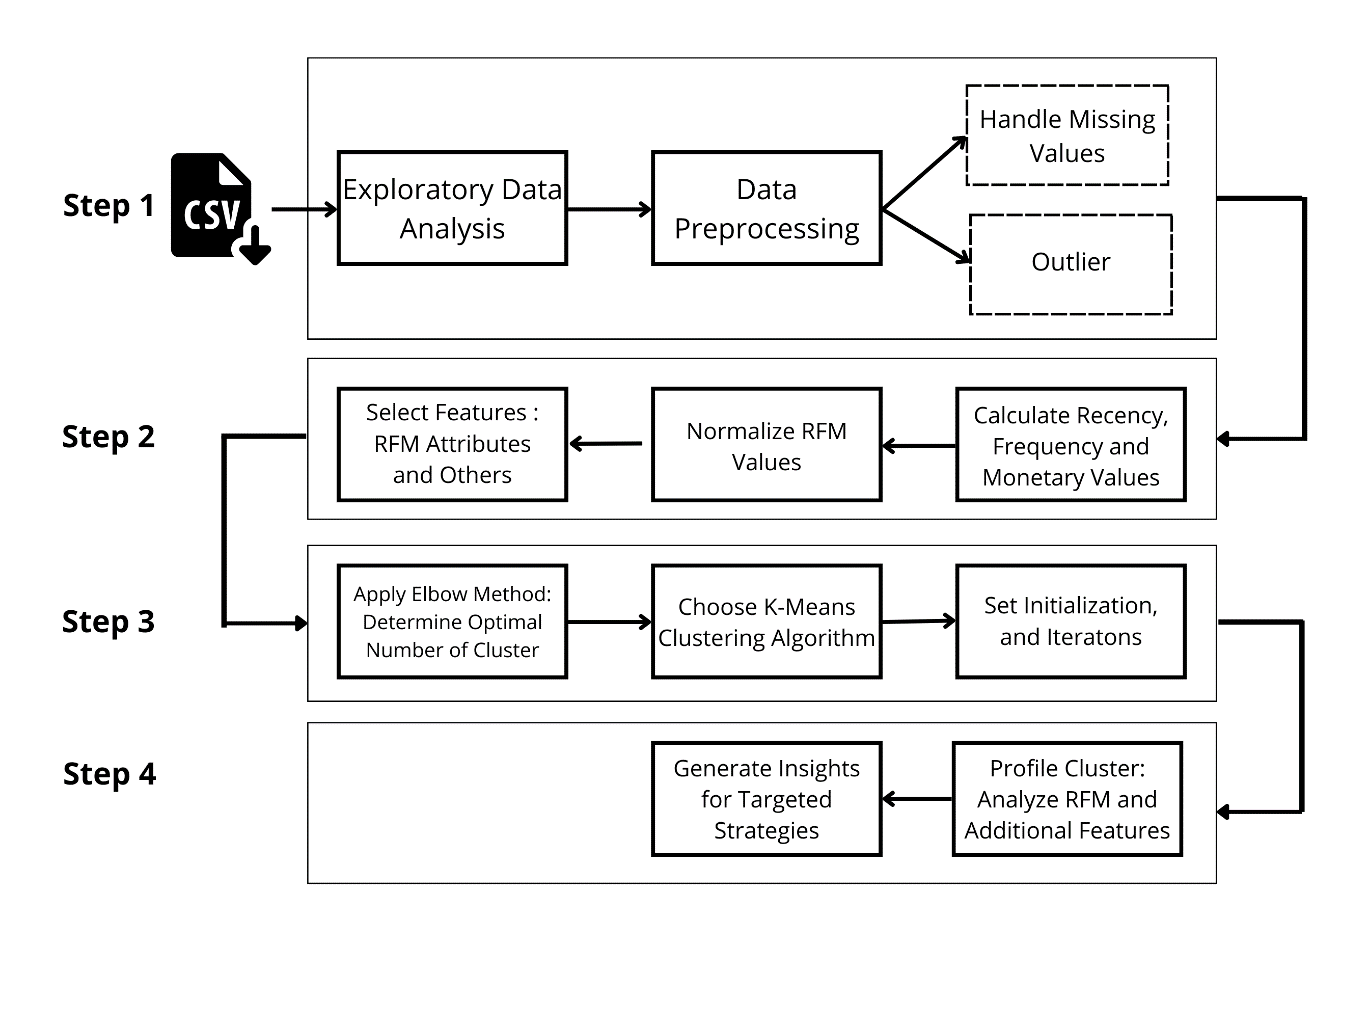 Step 1
CSV
Exploratory Data
Analysis
Data
Preprocessing
Handle Missing
Values
Outlier
Step 2
Select Features :
RFM Attributes
and Others
Normalize RFM
Values
Calculate Recency,
Frequency and
Monetary Values
Step 3
Apply Elbow Method:
Determine Optimal
Number of Cluster
Choose K-Means
Clustering Algorithm
Set Initialization,
and Iteratons
Step 4
Generate Insights
for Targeted
Strategies
Profile Cluster:
Analyze RFM and
Additional Features